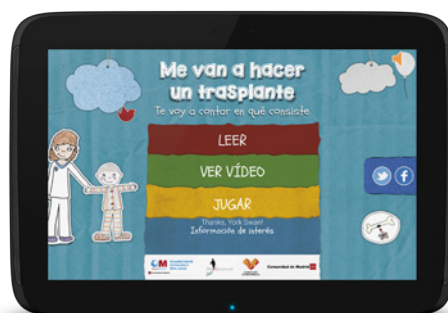 Me van a hacer
un trasplante
Te voy a contar en qué consiste
LEER
VER VÍDEO
JUGAR
Thanks, York Swan!
Información de interés
Comunidad de Madrid